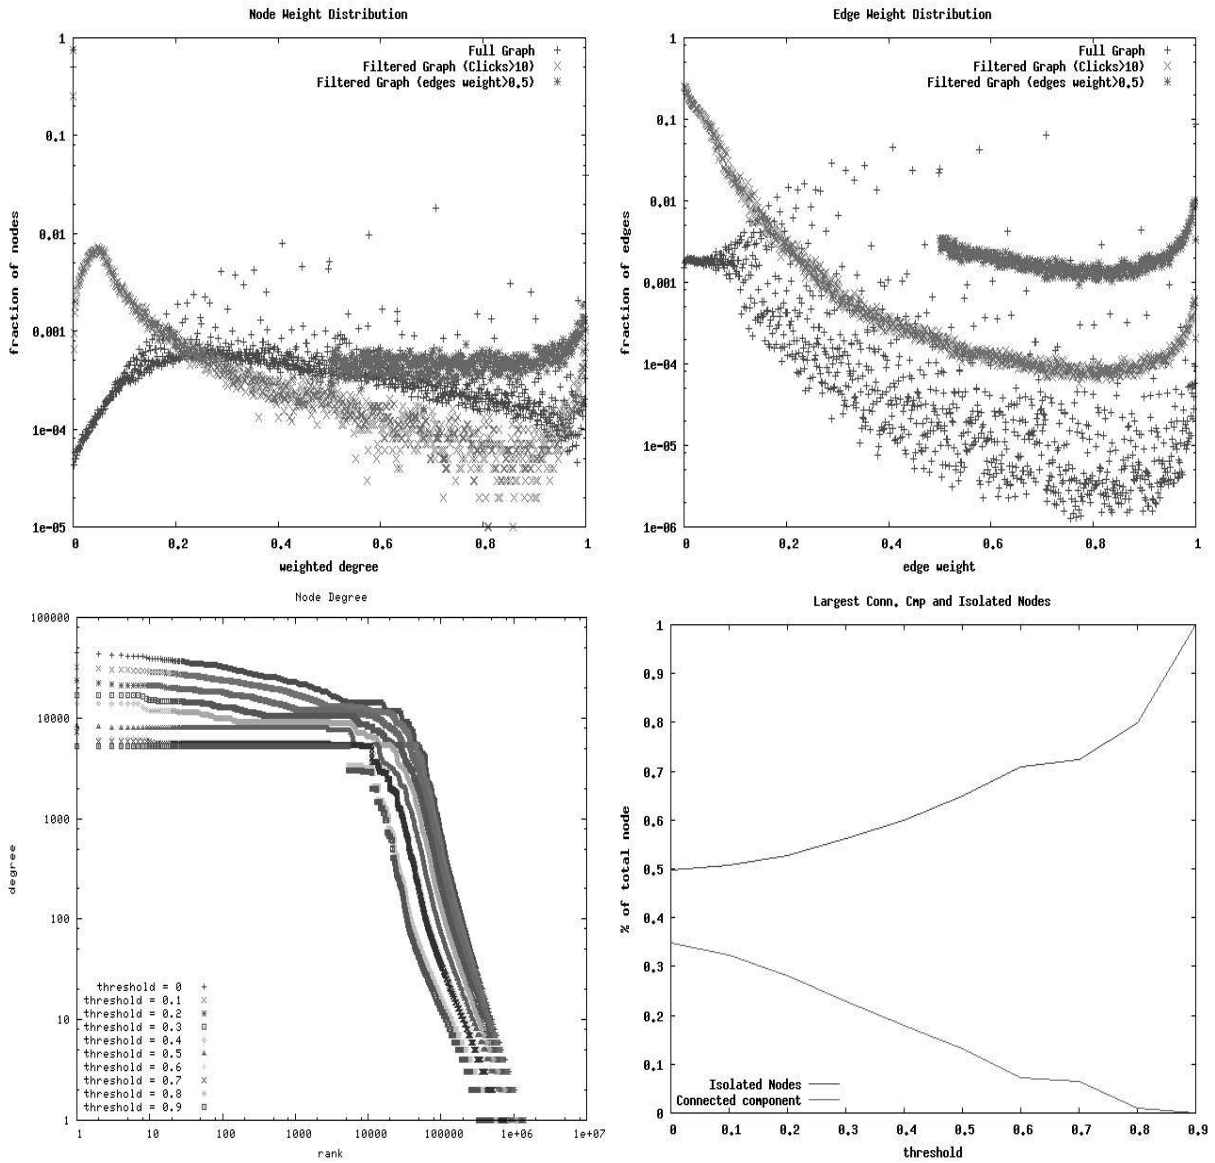 Node Weight Distribution
Full Graph
Filtered Graph (Clicks>10)
Filtered Graph (edges weight>0.5)
fraction of nodes
1
0.1
0.01
0.001
1e-04
1e-05
0 0.2 0.4 0.6 0.8 1
weighted degree
Edge Weight Distribution
Full Graph
Filtered Graph (Clicks>10)
Filtered Graph (edges weight>0.5)
fraction of edges
1
0.1
0.01
0.001
1e-04
1e-05
1e-06
0 0.2 0.4 0.6 0.8 1
edge weight
Node Degree
degree
100000
10000
1000
100
10
1
threshold = 0
threshold = 0.1
threshold = 0.2
threshold = 0.3
threshold = 0.4
threshold = 0.5
threshold = 0.6
threshold = 0.7
threshold = 0.8
threshold = 0.9
1 10 100 1000 10000 100000 1e+06 1e+07
rank
Largest Conn. Cmp and Isolated Nodes
% of total node
1
0.9
0.8
0.7
0.6
0.5
0.4
0.3
0.2
0.1
0
Isolated Nodes
Connected component
0 0.1 0.2 0.3 0.4 0.5 0.6 0.7 0.8 0.9
threshold